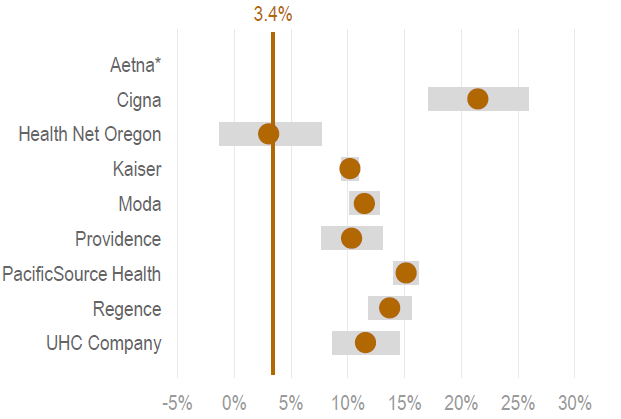 3.4%
Aetna*
Cigna
Health Net Oregon
Kaiser
Moda
Providence
PacificSource Health
Regence
UHC Company
-5% 0% 5% 10% 15% 20% 25% 30%